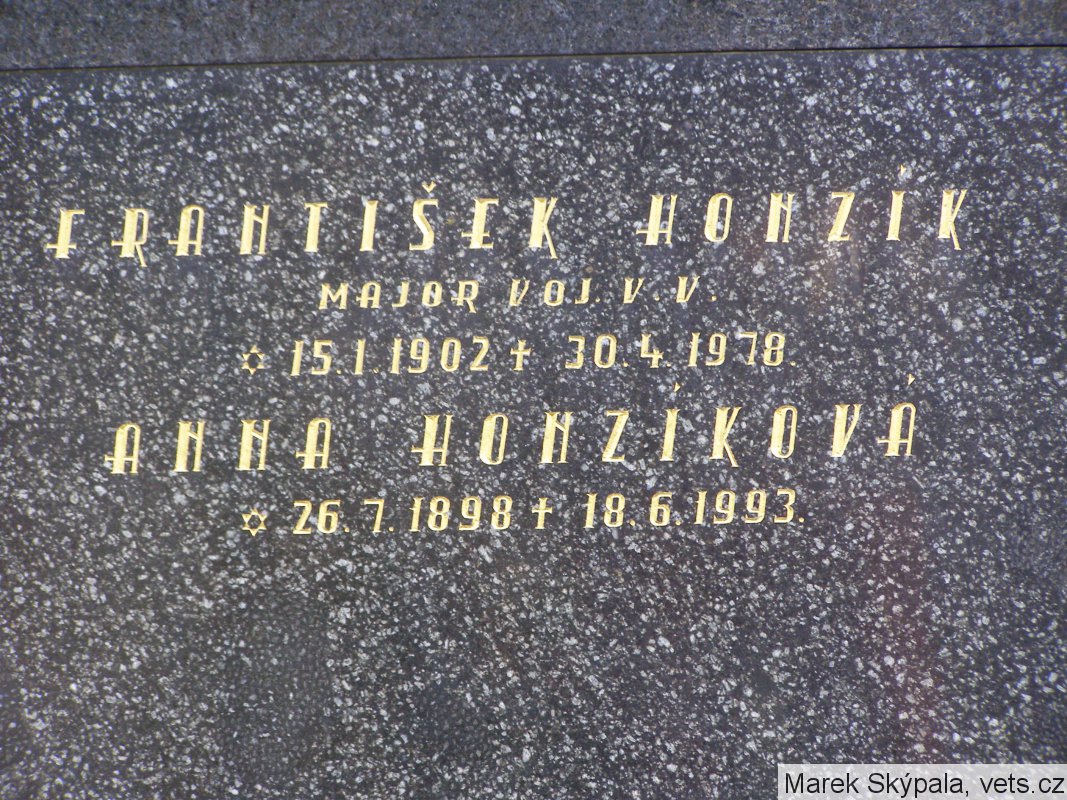 FRANTIŠEK HONZÍK
MAJOR VOJ. V. V.
✡ 15.1.1902 ✝ 30.4.1978.
ANNA HONZÍKOVÁ
✡ 26.7.1898 ✝ 18.6.1993.
Marek Skýpala, vets.cz